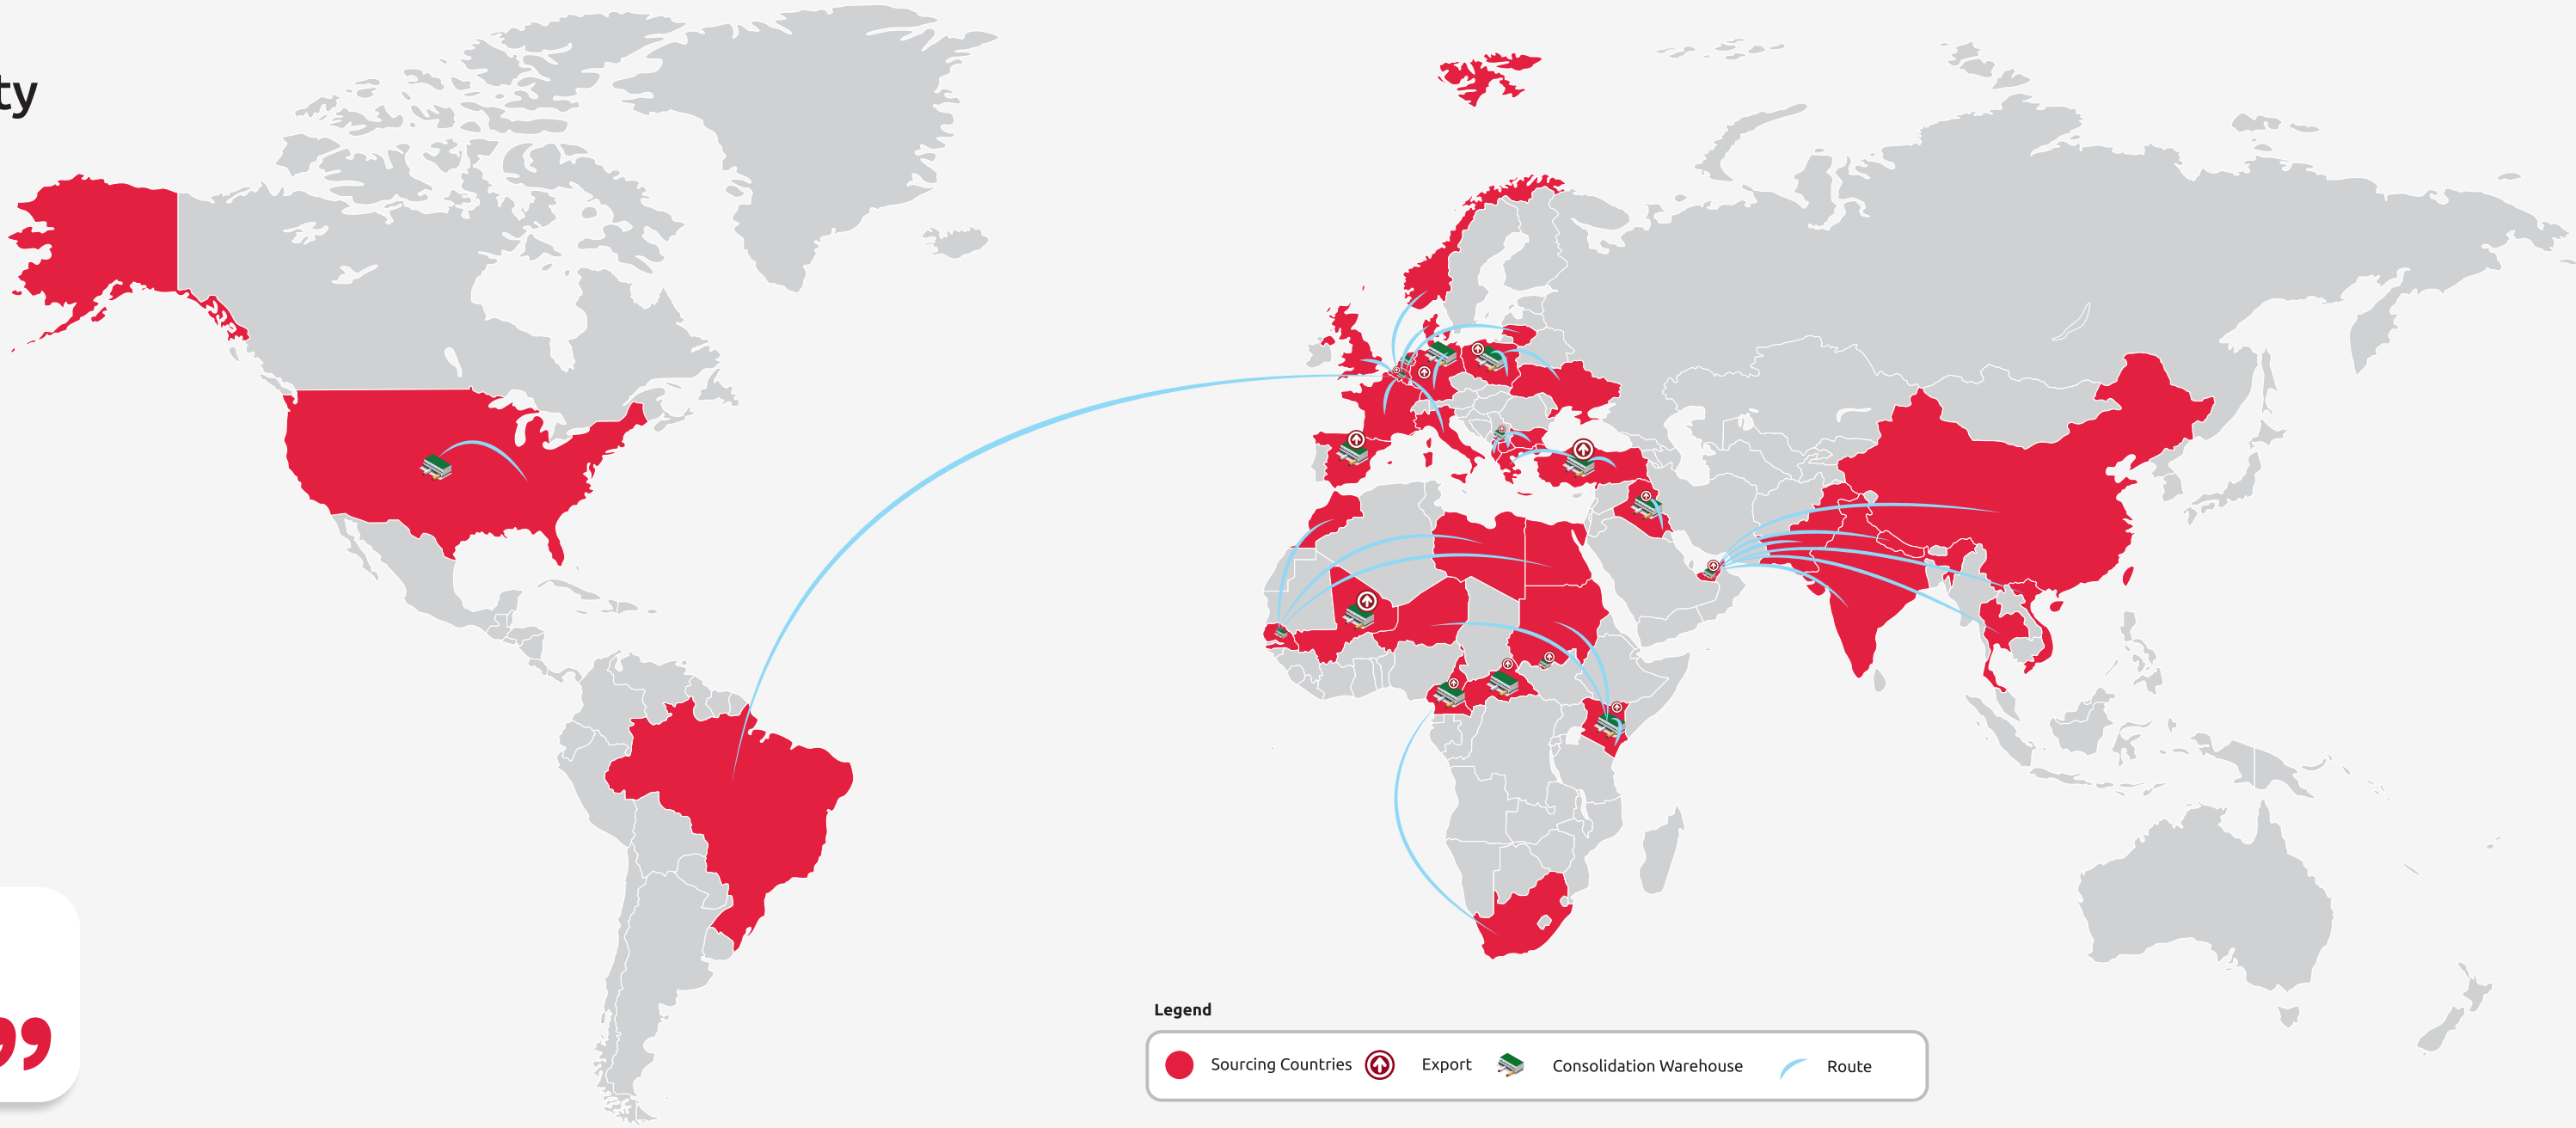 ty
Legend
Sourcing Countries
Export
Consolidation Warehouse
Route
”